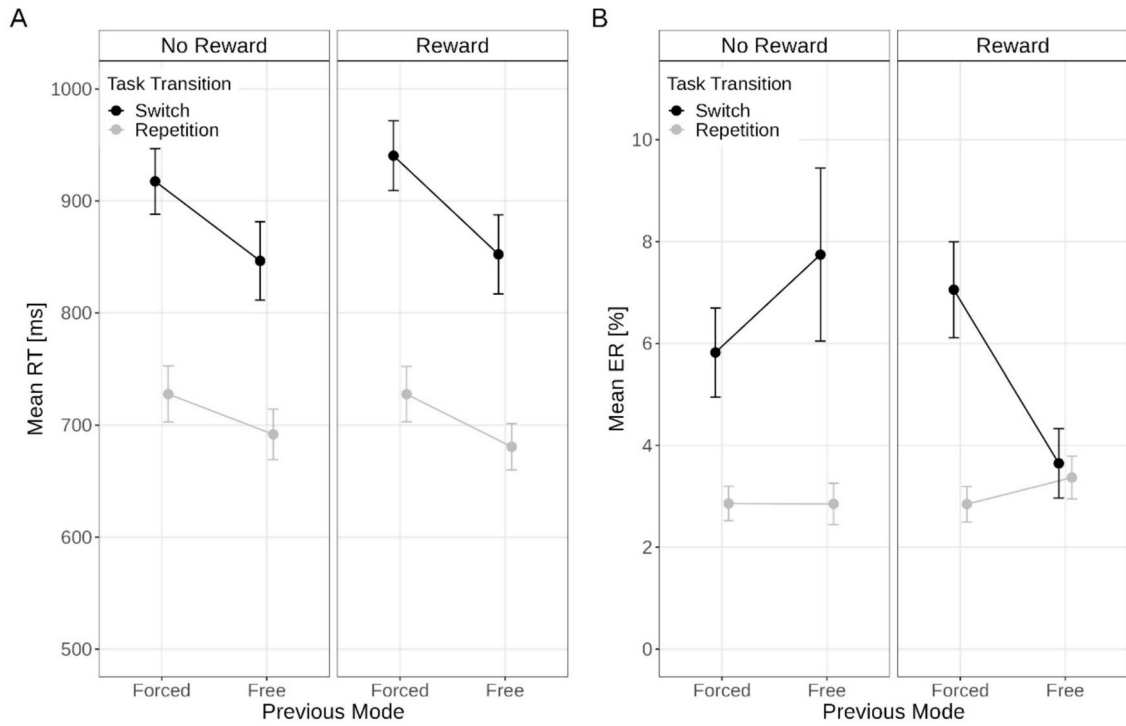 A
No Reward
Reward
Task Transition
Switch
Repetition
1000
900
800
700
600
500
Mean RT [ms]
Forced
Free
Forced
Free
Previous Mode
B
No Reward
Reward
Task Transition
Switch
Repetition
10
8
6
4
2
0
Mean ER [%]
Forced
Free
Forced
Free
Previous Mode